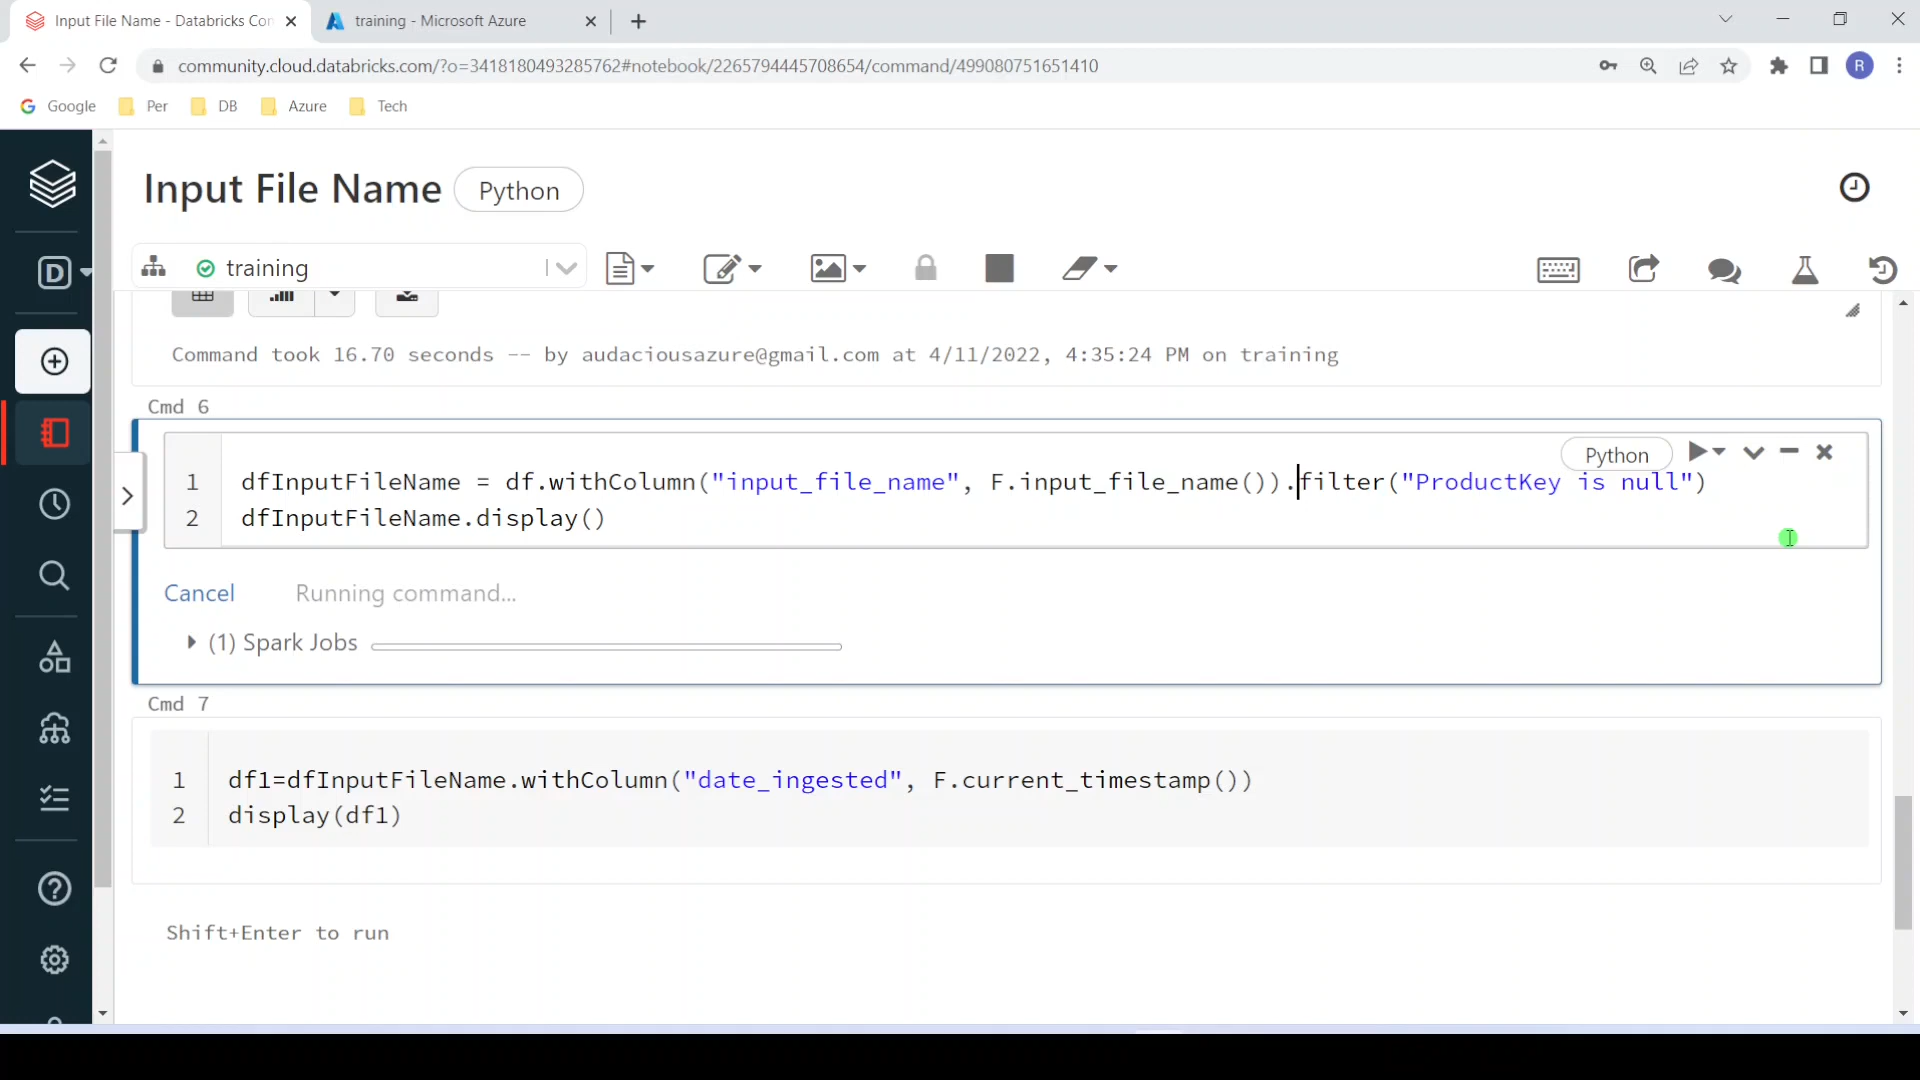 Input File Name - Databricks Con
training - Microsoft Azure
community.cloud.databricks.com/?o=3418180493285762#notebook/2265794445708654/command/499080751651410
R
Google Per DB Azure Tech
Input File Name Python
D
training
Command took 16.70 seconds -- by audaciousazure@gmail.com at 4/11/2022, 4:35:24 PM on training
Cmd 6
Python
1 dfInputFileName = df.withColumn("input_file_name", F.input_file_name()).filter("ProductKey is null")
2 dfInputFileName.display()
Cancel Running command...
(1) Spark Jobs
Cmd 7
1 df1=dfInputFileName.withColumn("date_ingested", F.current_timestamp())
2 display(df1)
Shift+Enter to run